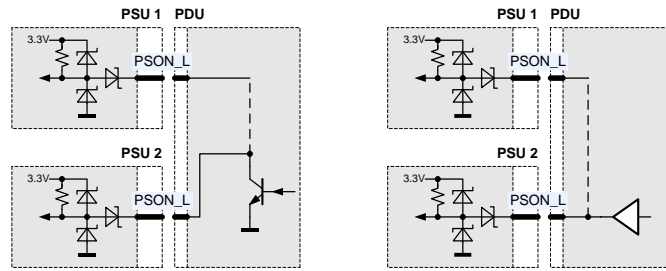 PSU 1 PDU
3.3V
PSON_L
PSU 2
3.3V
PSON_L
PSU 1 PDU
3.3V
PSON_L
PSU 2
3.3V
PSON_L